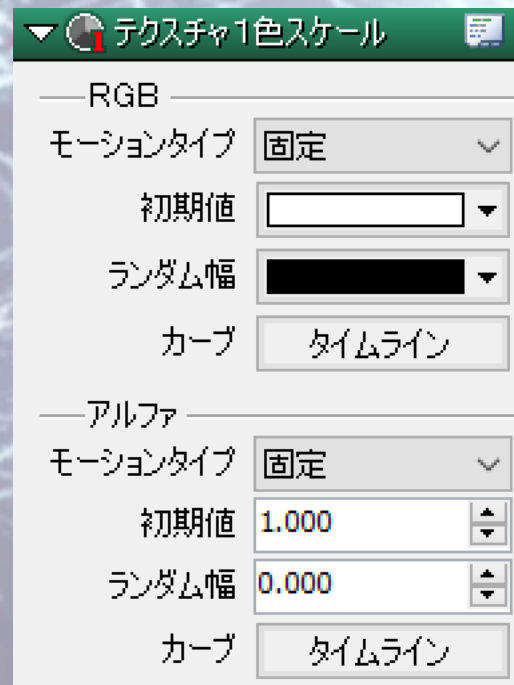 テクスチャ1色スケール
RGB
モーションタイプ 固定
初期値
ランダム幅
カーブ タイムライン
アルファ
モーションタイプ 固定
初期値 1.000
ランダム幅 0.000
カーブ タイムライン